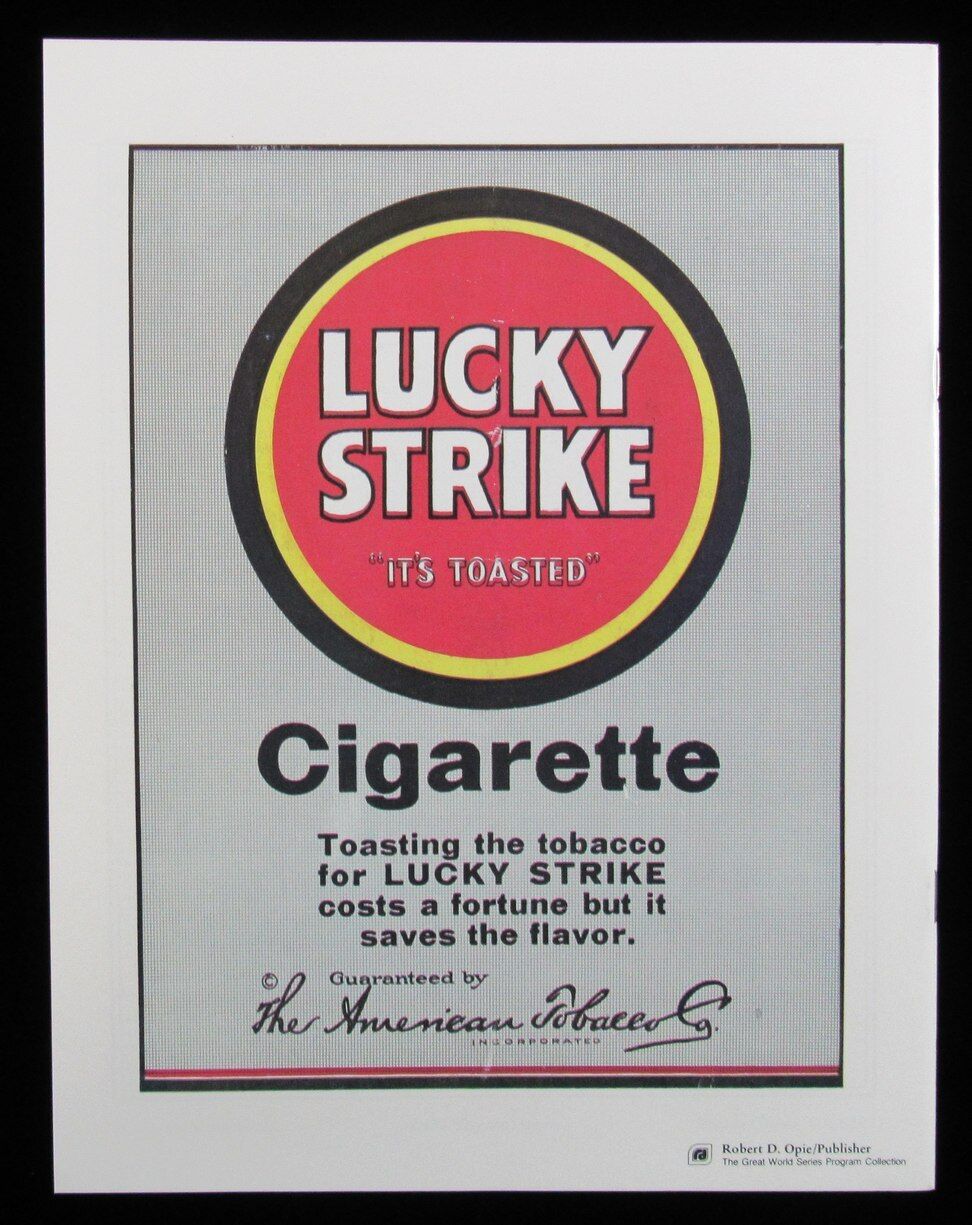 LUCKY
STRIKE
"IT'S TOASTED"
Cigarette
Toasting the tobacco
for LUCKY STRIKE
costs a fortune but it
saves the flavor.
© Guaranteed by
The American Tobacco Co.
INCORPORATED
rd Robert D. Opie/Publisher
The Great World Series Program Collection